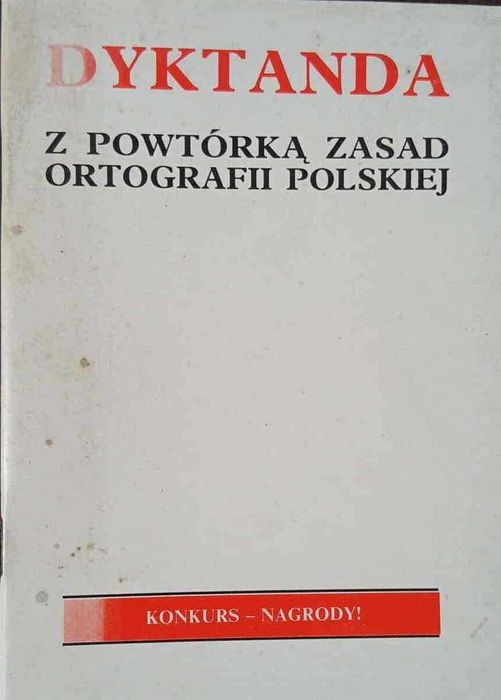 DYKTANDA
Z POWTÓRKĄ ZASAD
ORTOGRAFII POLSKIEJ
KONKURS – NAGRODY!